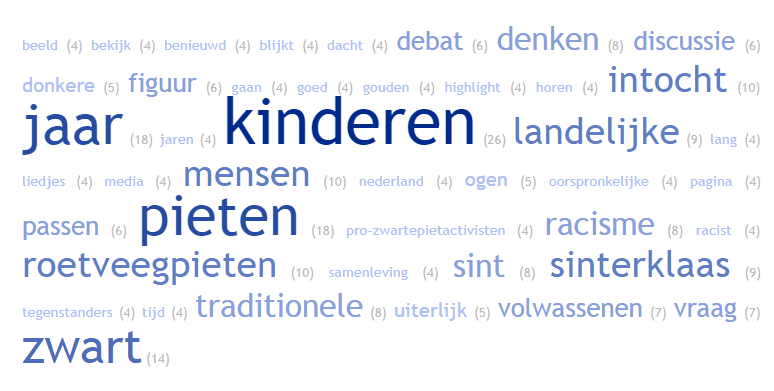 beeld (4) bekijk (4) benieuwd (4) blijkt (4) dacht (4) debat (6) denken (8) discussie (6)
donkere (5) figuur (6) gaan (4) goed (4) gouden (4) highlight (4) horen (4) intocht (10)
jaar (18) jaren (4) kinderen (26) landelijke (9) lang (4)
liedjes (4) media (4) mensen (10) nederland (4) ogen (5) oorspronkelijke (4) pagina (4)
passen (6) pieten (18) pro-zwartepietactivisten (4) racisme (8) racist (4)
roetveegpieten (10) samenleving (4) sint (8) sinterklaas (9)
tegenstanders (4) tijd (4) traditionele (8) uiterlijk (5) volwassenen (7) vraag (7)
zwart (14)